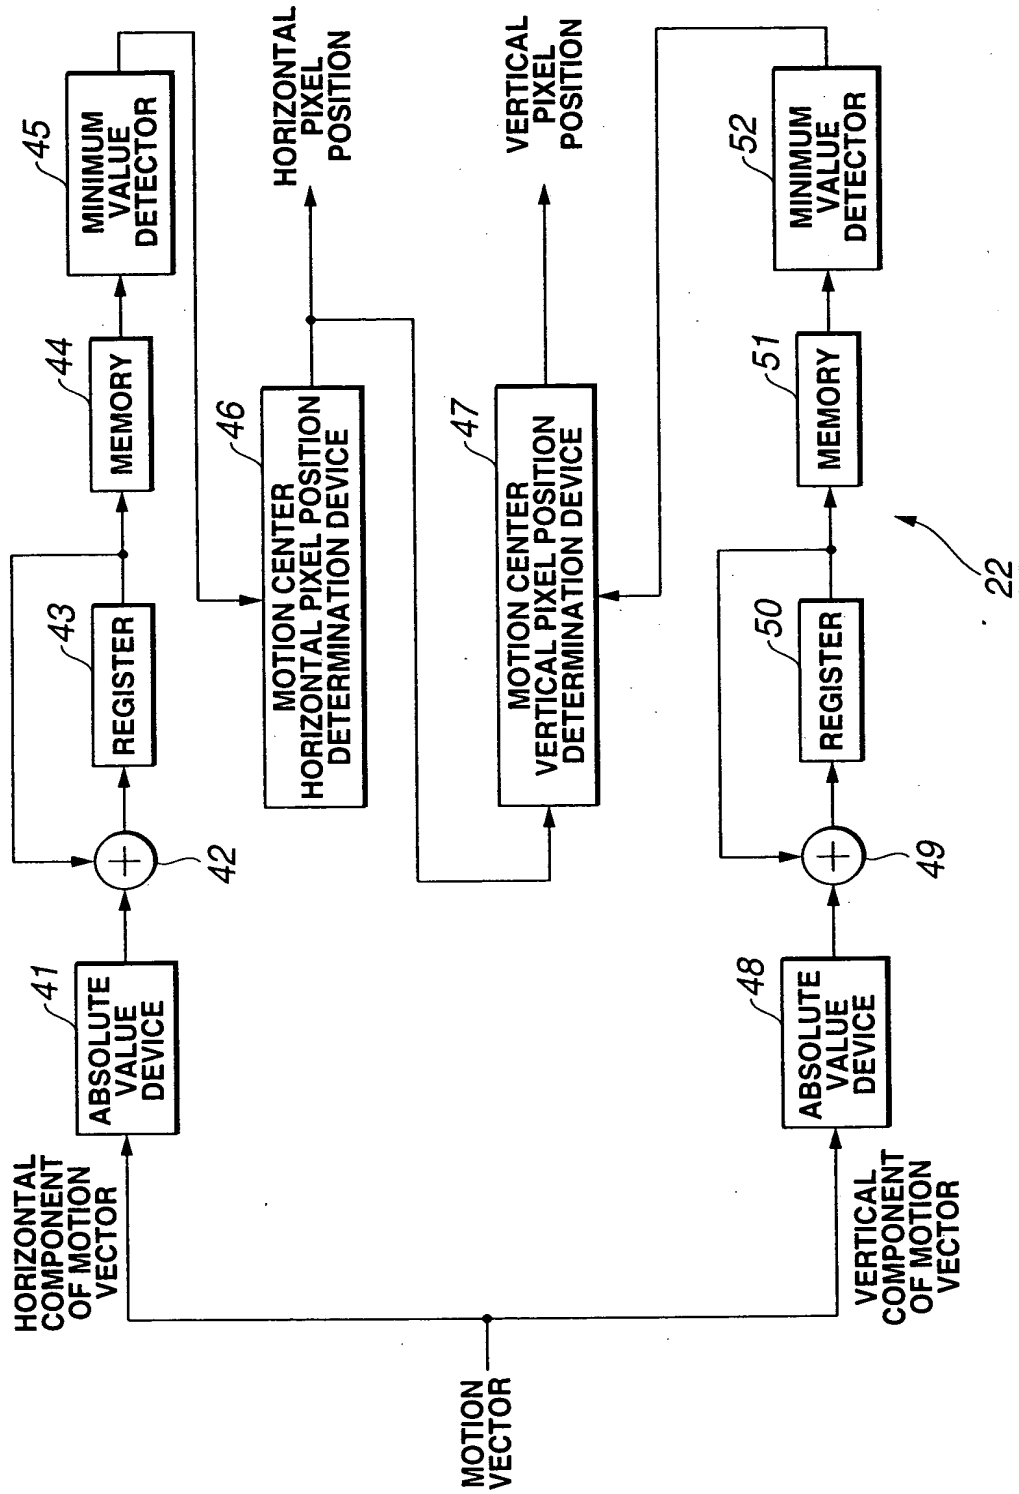 MOTION
VECTOR
HORIZONTAL
COMPONENT
OF MOTION
VECTOR
41
ABSOLUTE
VALUE
DEVICE
42
43
REGISTER
44
MEMORY
45
MINIMUM
VALUE
DETECTOR
46
MOTION CENTER
HORIZONTAL PIXEL POSITION
DETERMINATION DEVICE
HORIZONTAL
PIXEL
POSITION
47
MOTION CENTER
VERTICAL PIXEL POSITION
DETERMINATION DEVICE
VERTICAL
PIXEL
POSITION
VERTICAL
COMPONENT
OF MOTION
VECTOR
48
ABSOLUTE
VALUE
DEVICE
49
50
REGISTER
51
MEMORY
52
MINIMUM
VALUE
DETECTOR
22